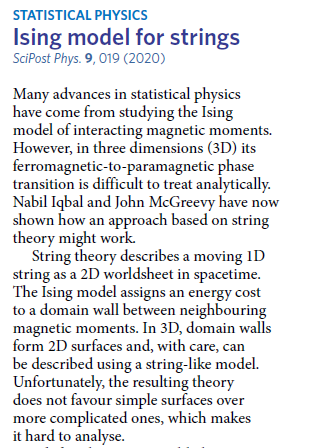 STATISTICAL PHYSICS
Ising model for strings
SciPost Phys. 9, 019 (2020)
Many advances in statistical physics
have come from studying the Ising
model of interacting magnetic moments.
However, in three dimensions (3D) its
ferromagnetic-to-paramagnetic phase
transition is difficult to treat analytically.
Nabil Iqbal and John McGreevy have now
shown how an approach based on string
theory might work.
String theory describes a moving 1D
string as a 2D worldsheet in spacetime.
The Ising model assigns an energy cost
to a domain wall between neighbouring
magnetic moments. In 3D, domain walls
form 2D surfaces and, with care, can
be described using a string-like model.
Unfortunately, the resulting theory
does not favour simple surfaces over
more complicated ones, which makes
it hard to analyse.